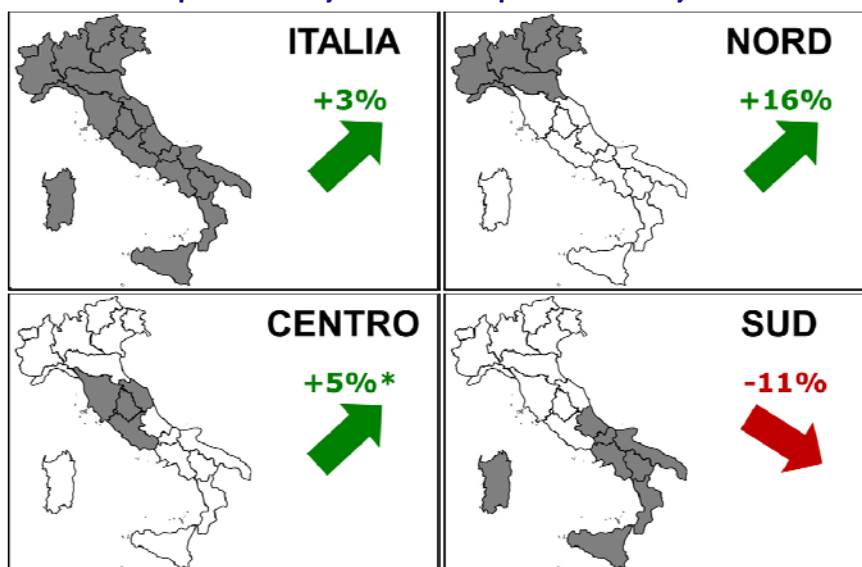 ITALIA
+3%
NORD
+16%
CENTRO
+5%*
SUD
-11%